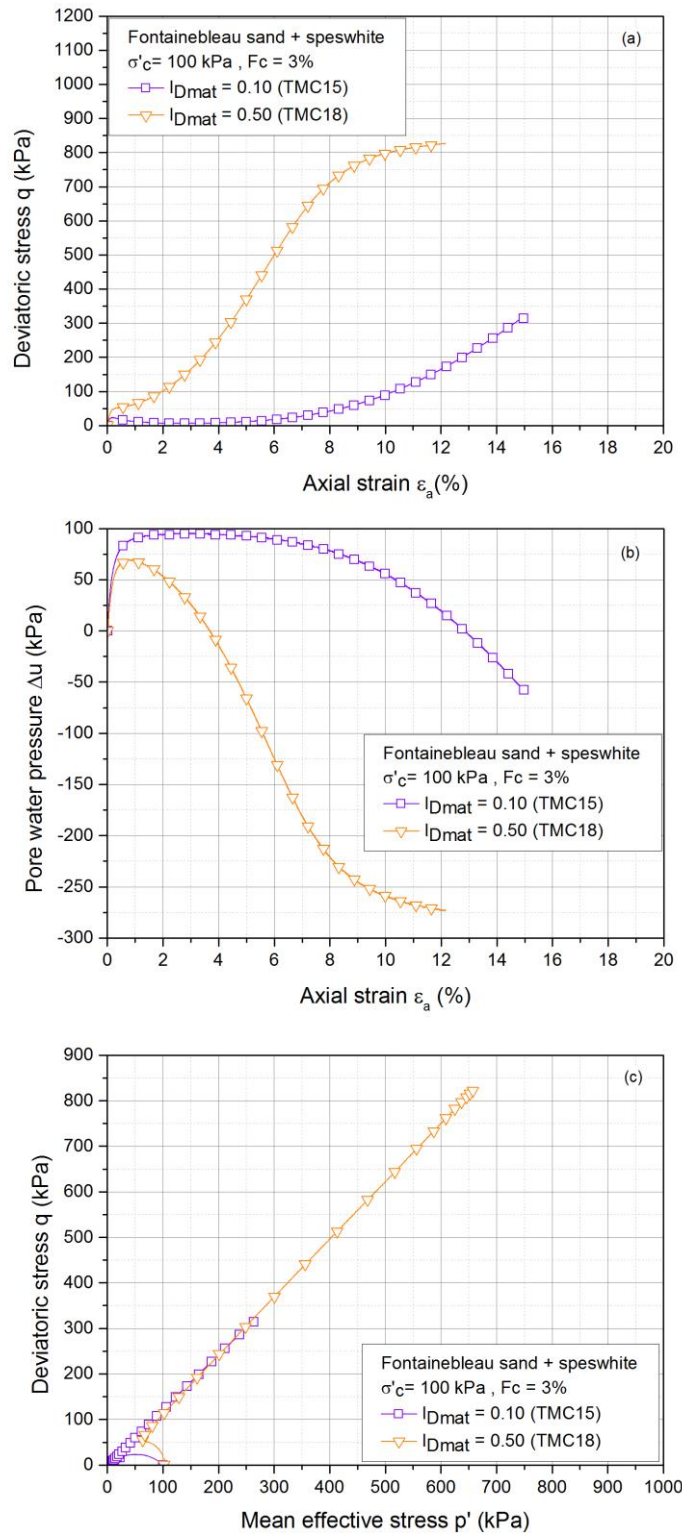 1200
1100
1000
900
800
700
600
500
400
300
200
100
0
Deviatoric stress q (kPa)
Fontainebleau sand + speswhite
σ'c= 100 kPa , Fc = 3%
IDmat = 0.10 (TMC15)
IDmat = 0.50 (TMC18)
(a)
0 2 4 6 8 10 12 14 16 18 20
Axial strain εa(%)
100
50
0
-50
-100
-150
-200
-250
-300
Pore water pressure Δu (kPa)
(b)
Fontainebleau sand + speswhite
σ'c= 100 kPa , Fc = 3%
IDmat = 0.10 (TMC15)
IDmat = 0.50 (TMC18)
0 2 4 6 8 10 12 14 16 18 20
Axial strain εa (%)
900
800
700
600
500
400
300
200
100
0
Deviatoric stress q (kPa)
(c)
Fontainebleau sand + speswhite
σ'c= 100 kPa , Fc = 3%
IDmat = 0.10 (TMC15)
IDmat = 0.50 (TMC18)
0 100 200 300 400 500 600 700 800 900 1000
Mean effective stress p' (kPa)